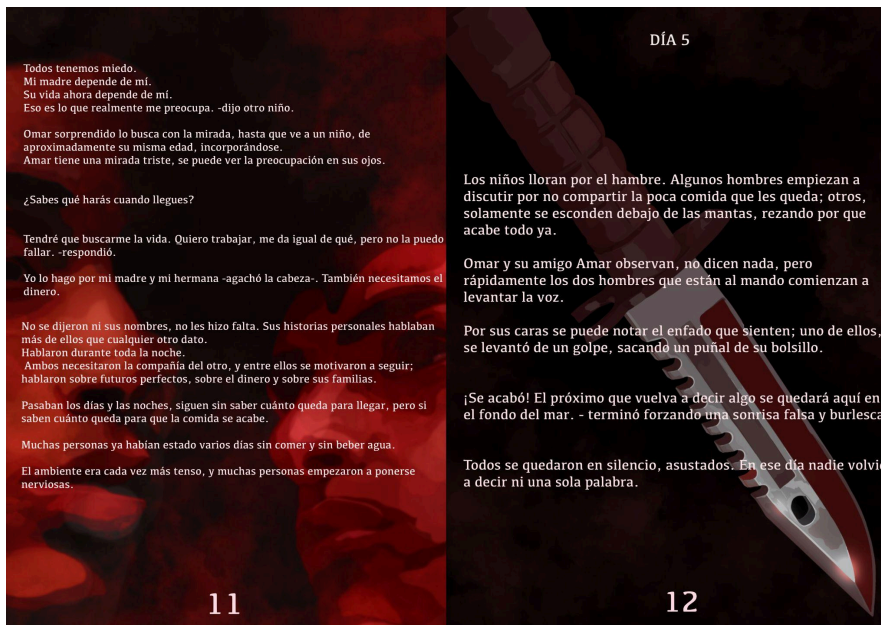 Todos tenemos miedo.
Mi madre depende de mí.
Su vida ahora depende de mí.
Eso es lo que realmente me preocupa. -dijo otro niño.
Omar sorprendido lo busca con la mirada, hasta que ve a un niño, de
aproximadamente su misma edad, incorporándose.
Amar tiene una mirada triste, se puede ver la preocupación en sus ojos.
¿Sabes qué harás cuando llegues?
Tendré que buscarme la vida. Quiero trabajar, me da igual de qué, pero no la puedo
fallar. -respondió.
Yo lo hago por mi madre y mi hermana -agachó la cabeza-. También necesitamos el
dinero.
No se dijeron ni sus nombres, no les hizo falta. Sus historias personales hablaban
más de ellos que cualquier otro dato.
Hablaron durante toda la noche.
Ambos necesitaron la compañía del otro, y entre ellos se motivaron a seguir;
hablaron sobre futuros perfectos, sobre el dinero y sobre sus familias.
Pasaban los días y las noches, siguen sin saber cuánto queda para llegar, pero si
saben cuánto queda para que la comida se acabe.
Muchas personas ya habían estado varios días sin comer y sin beber agua.
El ambiente era cada vez más tenso, y muchas personas empezaron a ponerse
nerviosas.
11
DÍA 5
Los niños lloran por el hambre. Algunos hombres empiezan a
discutir por no compartir la poca comida que les queda; otros,
solamente se esconden debajo de las mantas, rezando por que
acabe todo ya.
Omar y su amigo Amar observan, no dicen nada, pero
rápidamente los dos hombres que están al mando comienzan a
levantar la voz.
Por sus caras se puede notar el enfado que sienten; uno de ellos,
se levantó de un golpe, sacando un puñal de su bolsillo.
¡Se acabó! El próximo que vuelva a decir algo se quedará aquí en
el fondo del mar. - terminó forzando una sonrisa falsa y burlesca
Todos se quedaron en silencio, asustados. En ese día nadie volvi
a decir ni una sola palabra.
12